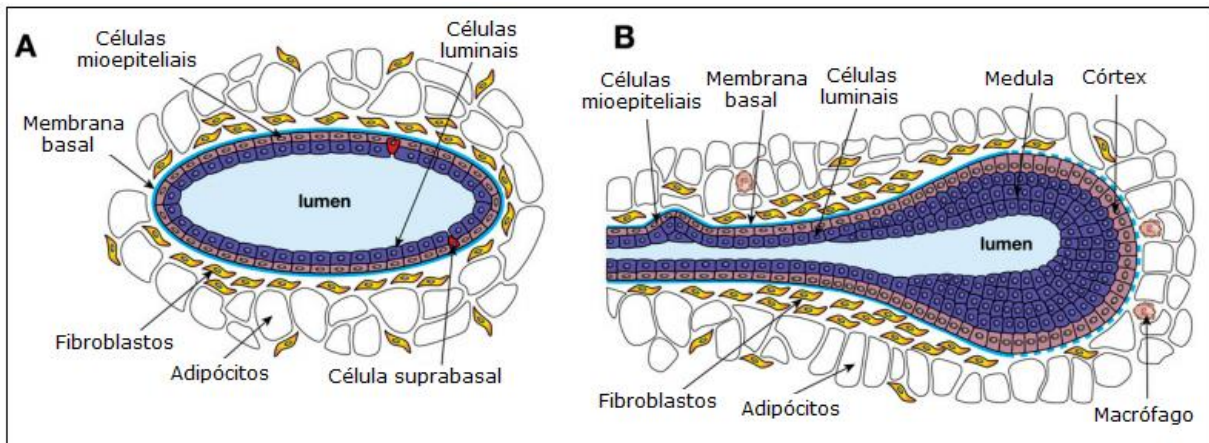 A
Células
mioepiteliais
Células
luminais
Membrana
basal
lumen
Fibroblastos
Adipócitos
Célula suprabasal
B
Células
mioepiteliais
Membrana
basal
Células
luminais
Medula
Córtex
lumen
Fibroblastos
Adipócitos
Macrófago